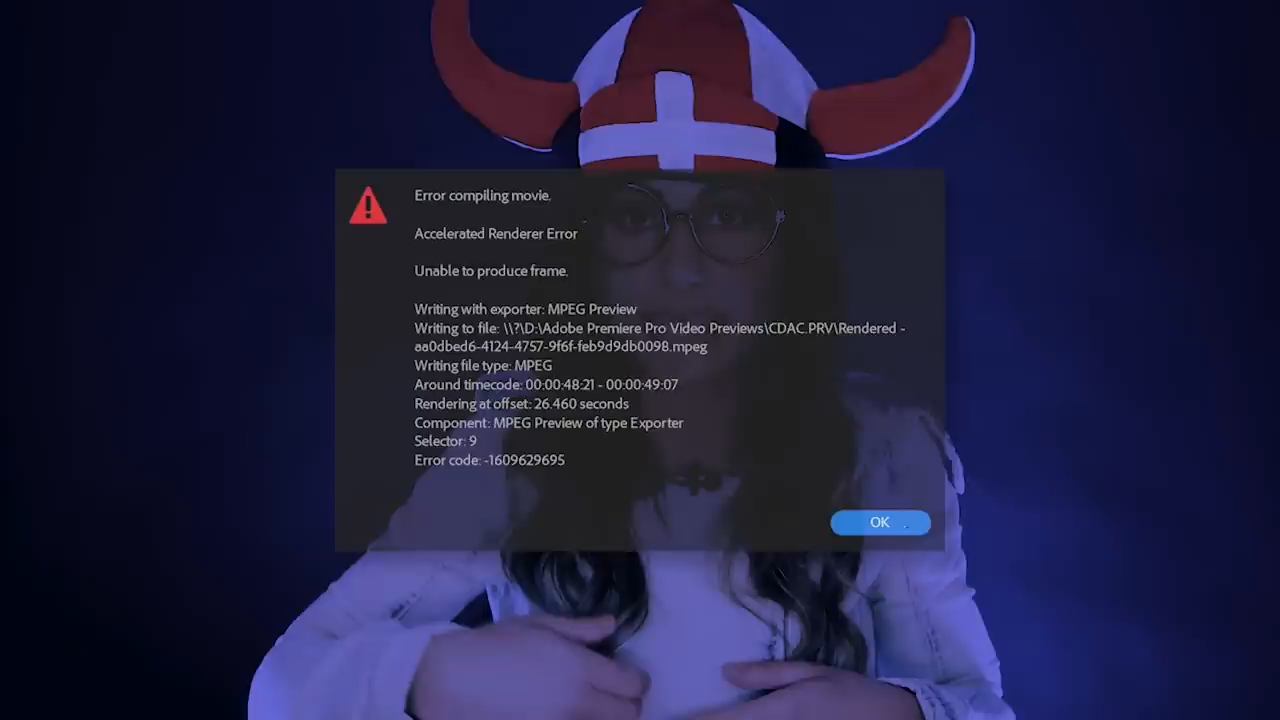 Error compiling movie.
Accelerated Renderer Error
Unable to produce frame.
Writing with exporter: MPEG Preview
Writing to file: \\?\D:\Adobe Premiere Pro Video Previews\CDAC.PRV\Rendered -
aa0dbed6-4124-4757-9f6f-feb9d9db0098.mpeg
Writing file type: MPEG
Around timecode: 00:00:48:21 - 00:00:49:07
Rendering at offset: 26.460 seconds
Component: MPEG Preview of type Exporter
Selector: 9
Error code: -1609629695
OK